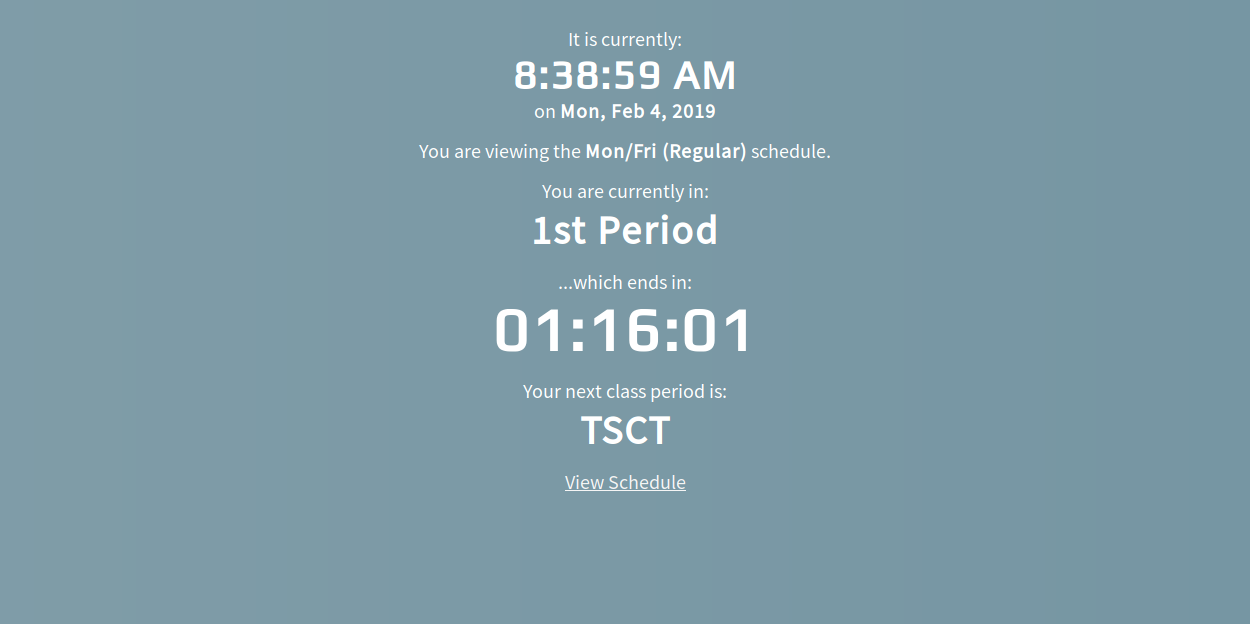 It is currently:
8:38:59 AM
on Mon, Feb 4, 2019
You are viewing the Mon/Fri (Regular) schedule.
You are currently in:
1st Period
...which ends in:
01:16:01
Your next class period is:
TSCT
View Schedule